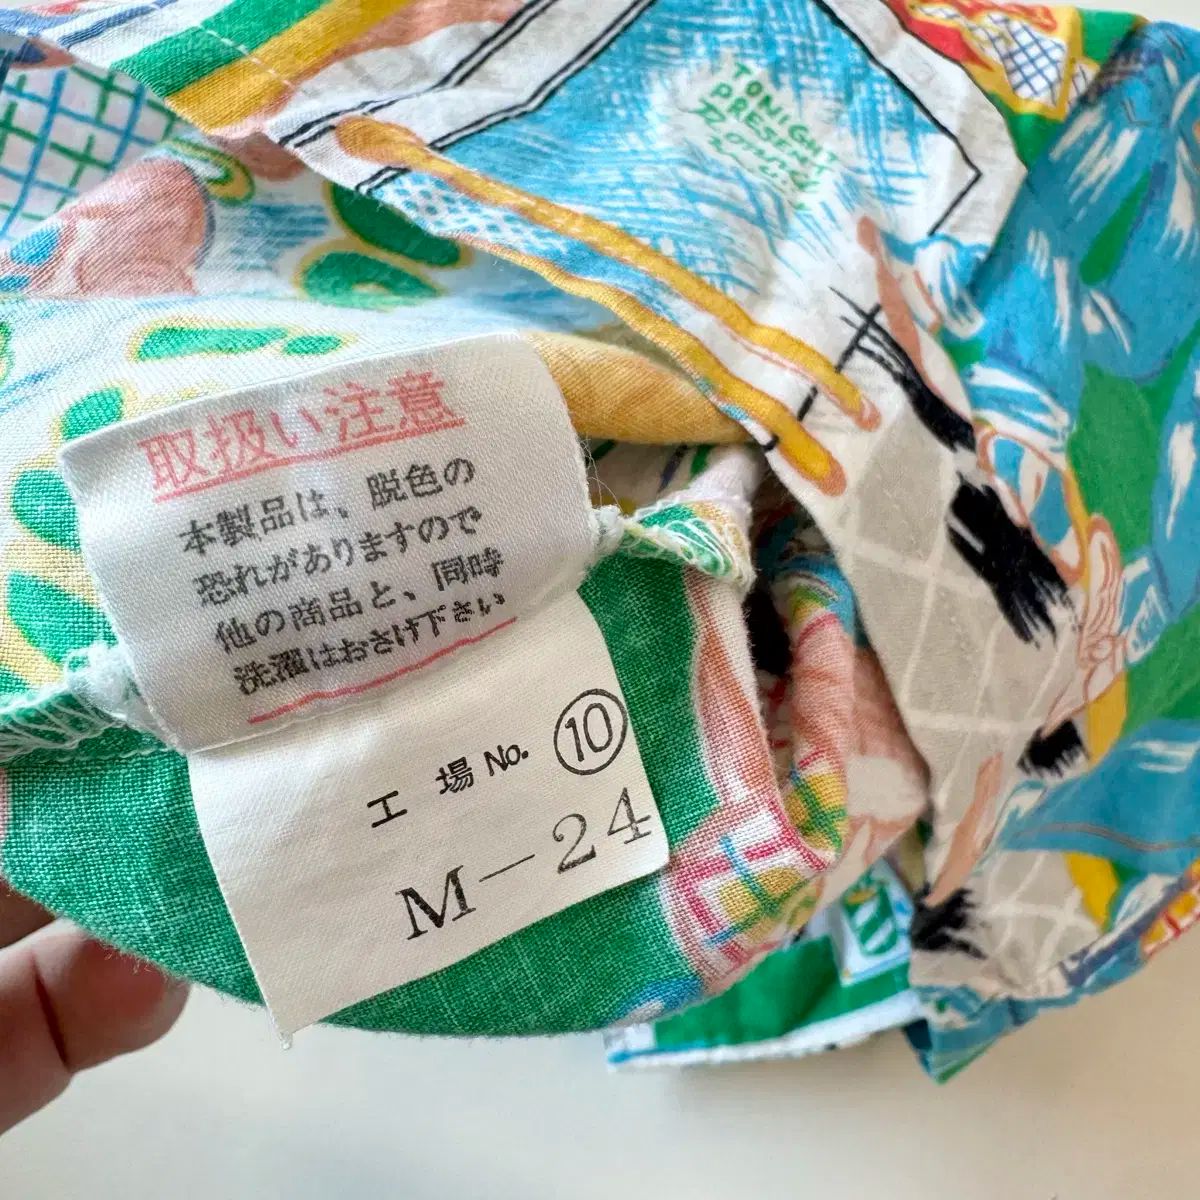 TONIGHT
PRESENT
取扱い注意
本製品は、脱色の
恐れがありますので
他の商品と、同時
洗濯はおさけ下さい
工場 No. ⑩
M-24